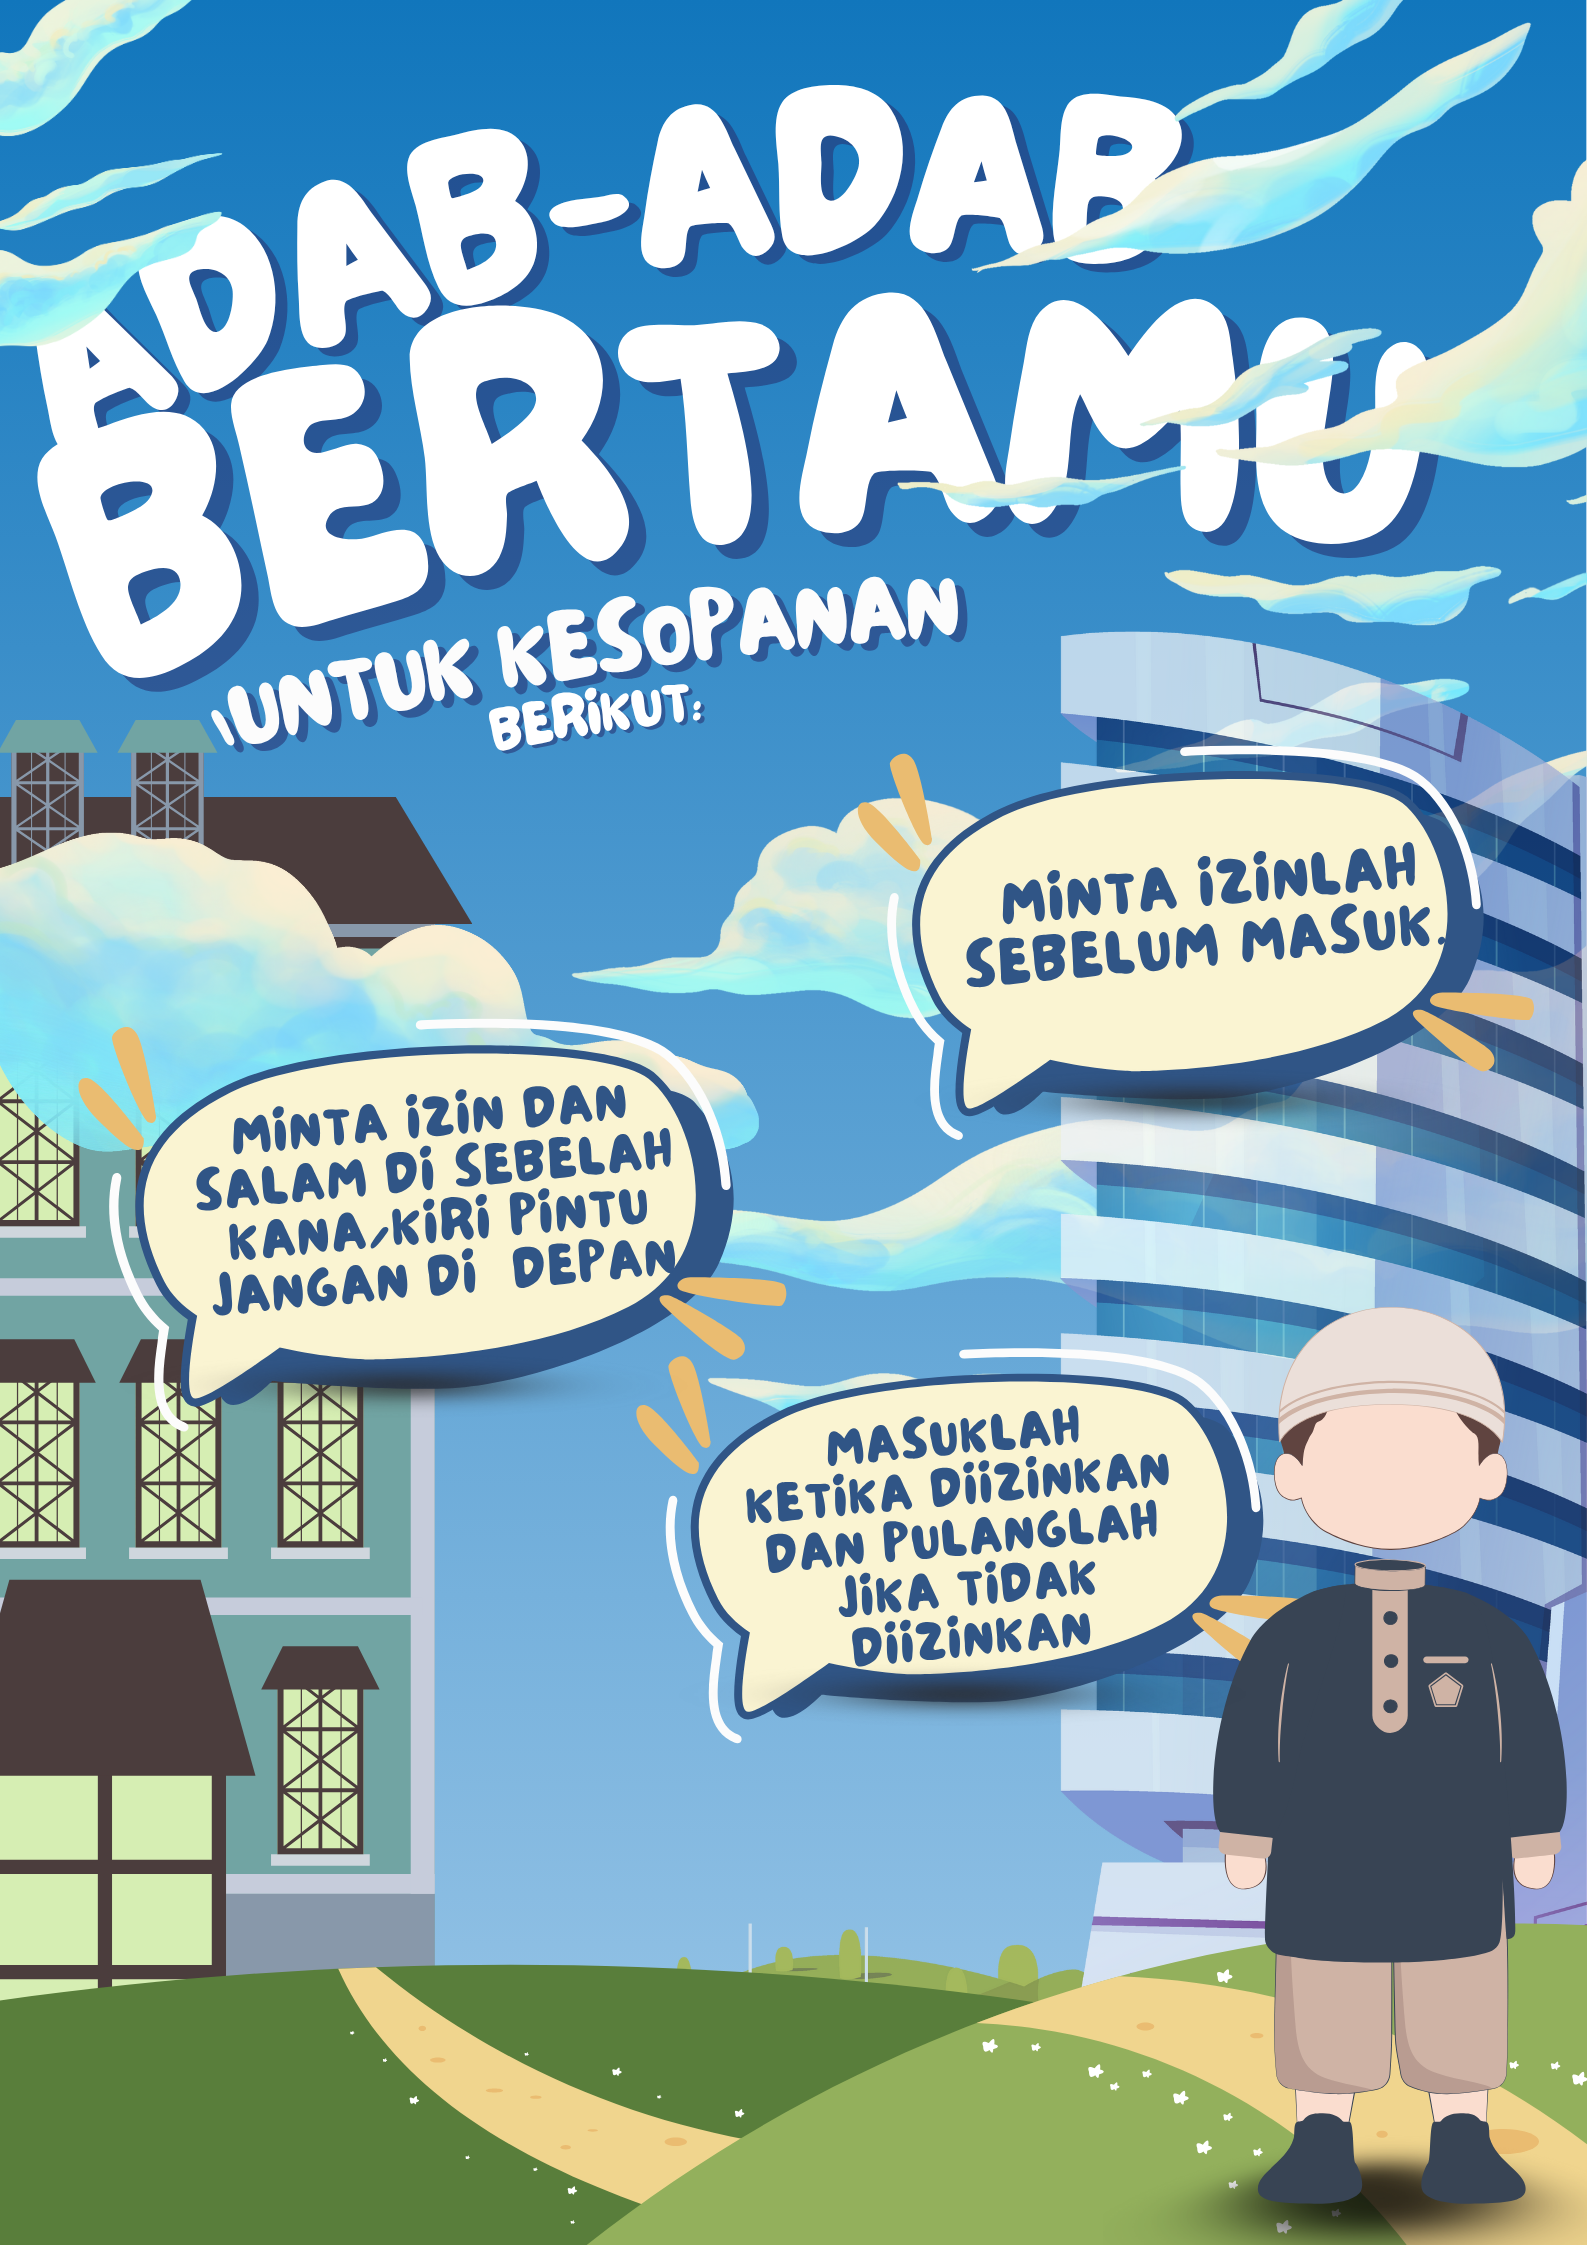 ADAB-ADAB
BERTAMU
UNTUK KESOPANAN
BERIKUT:
MINTA IZINLAH
SEBELUM MASUK.
MINTA IZIN DAN
SALAM DI SEBELAH
KANA/KIRI PINTU
JANGAN DI DEPAN
MASUKLAH
KETIKA DIIZINKAN
DAN PULANGLAH
JIKA TIDAK
DIIZINKAN